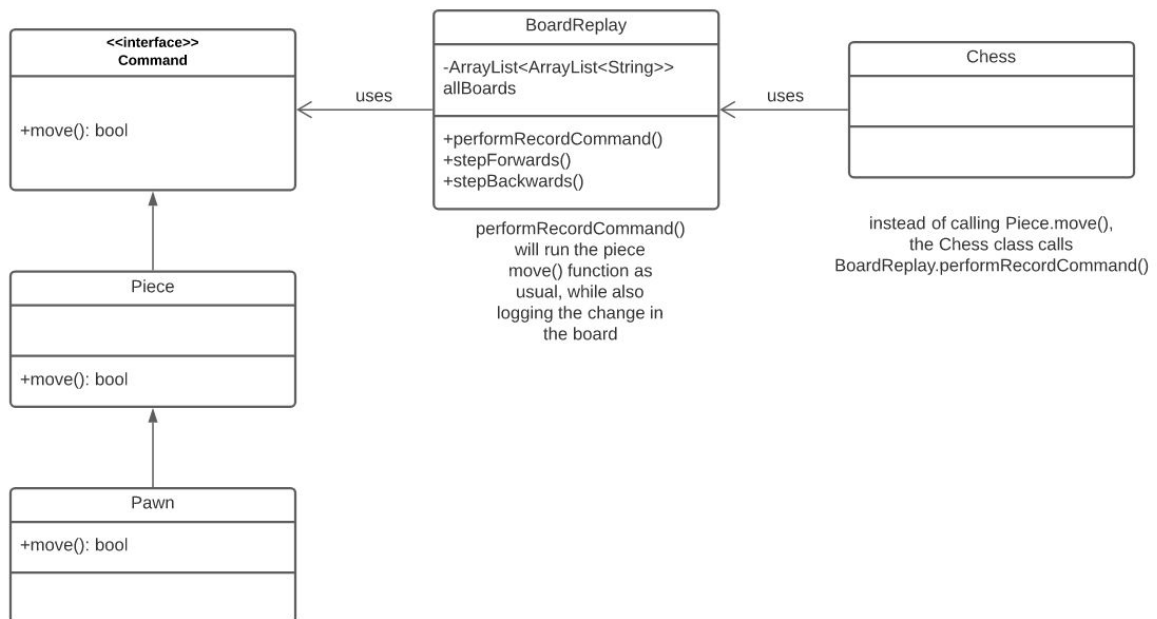 <<interface>>
Command
+move(): bool
uses
BoardReplay
-ArrayList<ArrayList<String>>
allBoards
+performRecordCommand()
+stepForwards()
+stepBackwards()
uses
Chess
performRecordCommand()
will run the piece
move() function as
usual, while also
logging the change in
the board
instead of calling Piece.move(),
the Chess class calls
BoardReplay.performRecordCommand()
Piece
+move(): bool
Pawn
+move(): bool